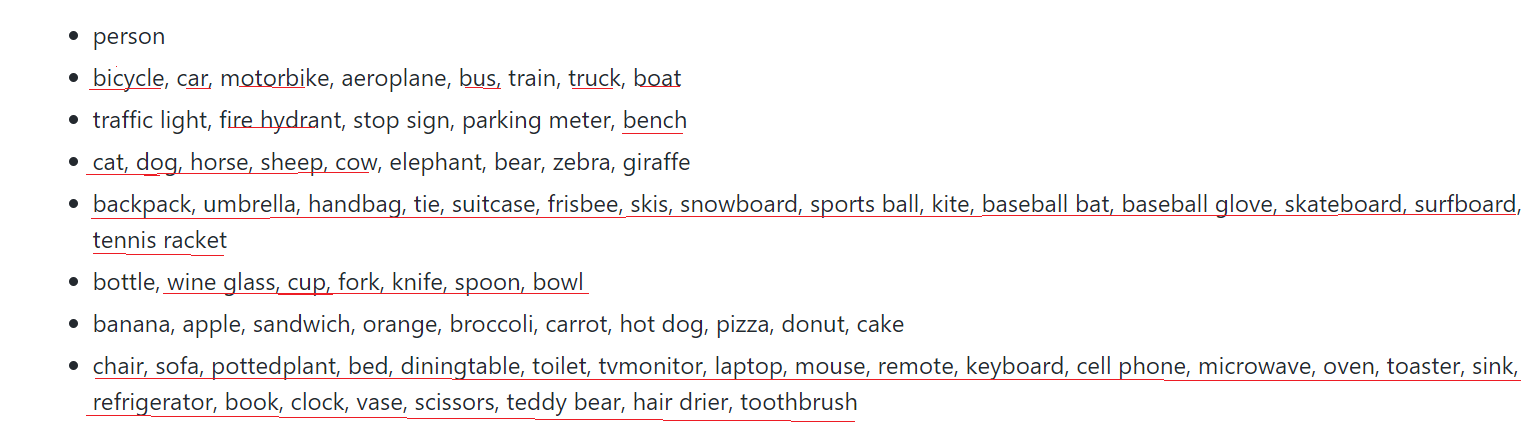 person
bicycle, car, motorbike, aeroplane, bus, train, truck, boat
traffic light, fire hydrant, stop sign, parking meter, bench
cat, dog, horse, sheep, cow, elephant, bear, zebra, giraffe
backpack, umbrella, handbag, tie, suitcase, frisbee, skis, snowboard, sports ball, kite, baseball bat, baseball glove, skateboard, surfboard,
tennis racket
bottle, wine glass, cup, fork, knife, spoon, bowl
banana, apple, sandwich, orange, broccoli, carrot, hot dog, pizza, donut, cake
chair, sofa, pottedplant, bed, diningtable, toilet, tvmonitor, laptop, mouse, remote, keyboard, cell phone, microwave, oven, toaster, sink,
refrigerator, book, clock, vase, scissors, teddy bear, hair drier, toothbrush